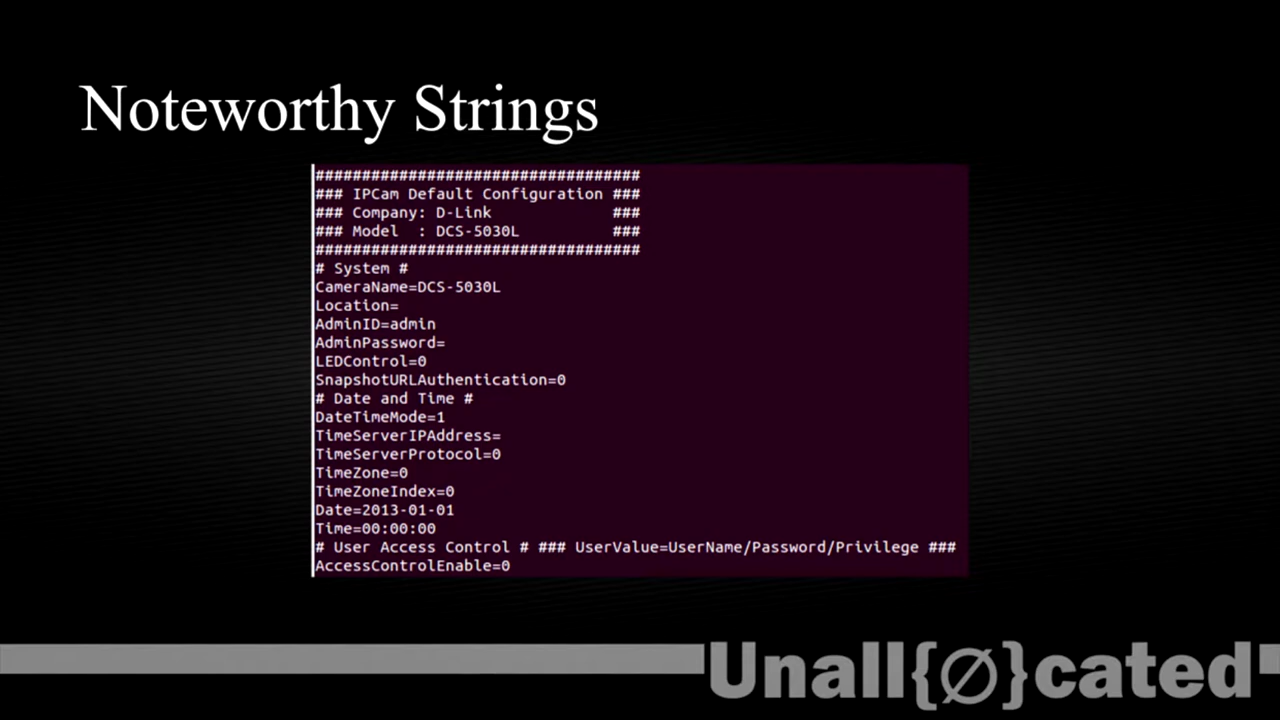 Noteworthy Strings
###################################
### IPCam Default Configuration ###
### Company: D-Link             ###
### Model  : DCS-5030L          ###
###################################
# System #
CameraName=DCS-5030L
Location=
AdminID=admin
AdminPassword=
LEDControl=0
SnapshotURLAuthentication=0
# Date and Time #
DateTimeMode=1
TimeServerIPAddress=
TimeServerProtocol=0
TimeZone=0
TimeZoneIndex=0
Date=2013-01-01
Time=00:00:00
# User Access Control # ### UserValue=UserName/Password/Privilege ###
AccessControlEnable=0
Unall{Ø}cated